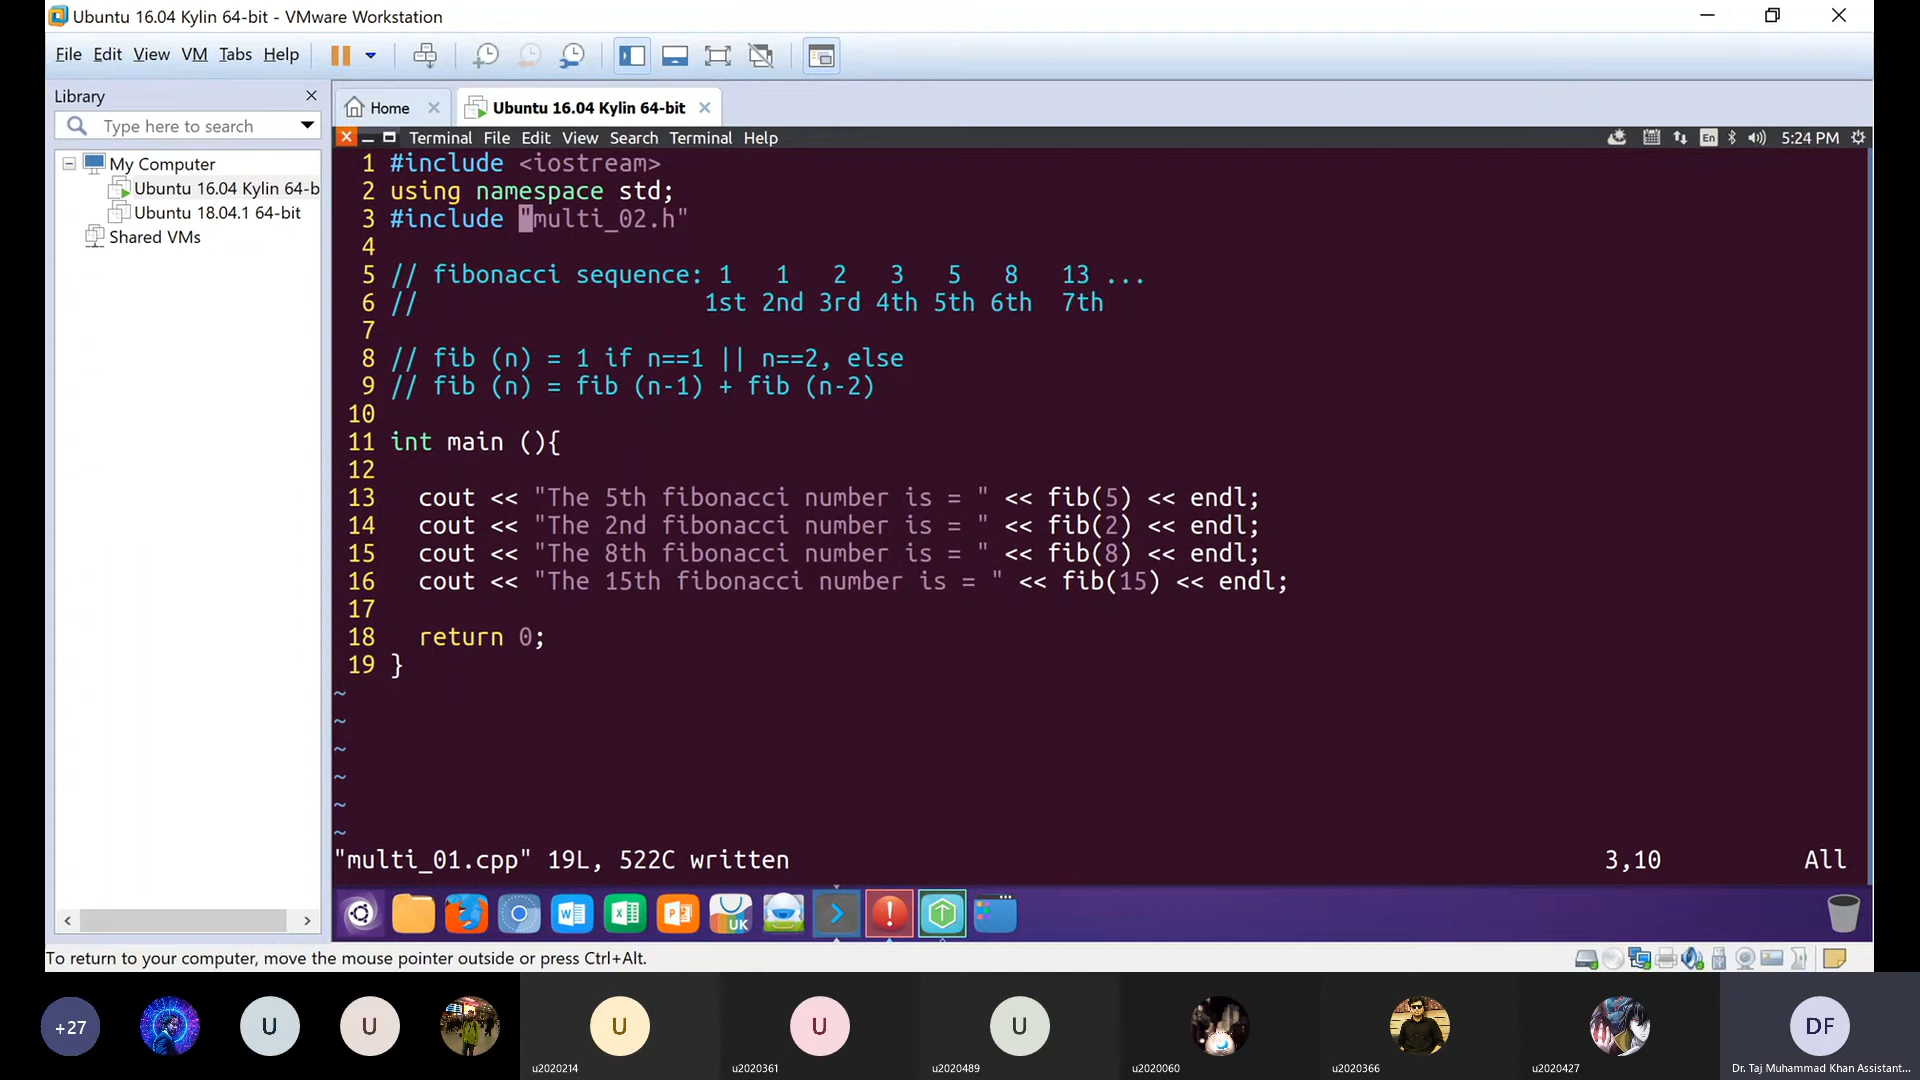 Ubuntu 16.04 Kylin 64-bit - VMware Workstation
File Edit View VM Tabs Help
Library
Type here to search
My Computer
Ubuntu 16.04 Kylin 64-b
Ubuntu 18.04.1 64-bit
Shared VMs
Home Ubuntu 16.04 Kylin 64-bit
Terminal File Edit View Search Terminal Help En 5:24 PM
1 #include <iostream>
2 using namespace std;
3 #include "multi_02.h"
4
5 // fibonacci sequence: 1 1 2 3 5 8 13 ...
6 // 1st 2nd 3rd 4th 5th 6th 7th
7
8 // fib (n) = 1 if n==1 || n==2, else
9 // fib (n) = fib (n-1) + fib (n-2)
10
11 int main (){
12
13 cout << "The 5th fibonacci number is = " << fib(5) << endl;
14 cout << "The 2nd fibonacci number is = " << fib(2) << endl;
15 cout << "The 8th fibonacci number is = " << fib(8) << endl;
16 cout << "The 15th fibonacci number is = " << fib(15) << endl;
17
18 return 0;
19 }
~
~
~
~
~
~
"multi_01.cpp" 19L, 522C written 3,10 All
W X P UK
To return to your computer, move the mouse pointer outside or press Ctrl+Alt.
+27 U U U U U DF
u2020214 u2020361 u2020489 u2020060 u2020366 u2020427 Dr. Taj Muhammad Khan Assistant...